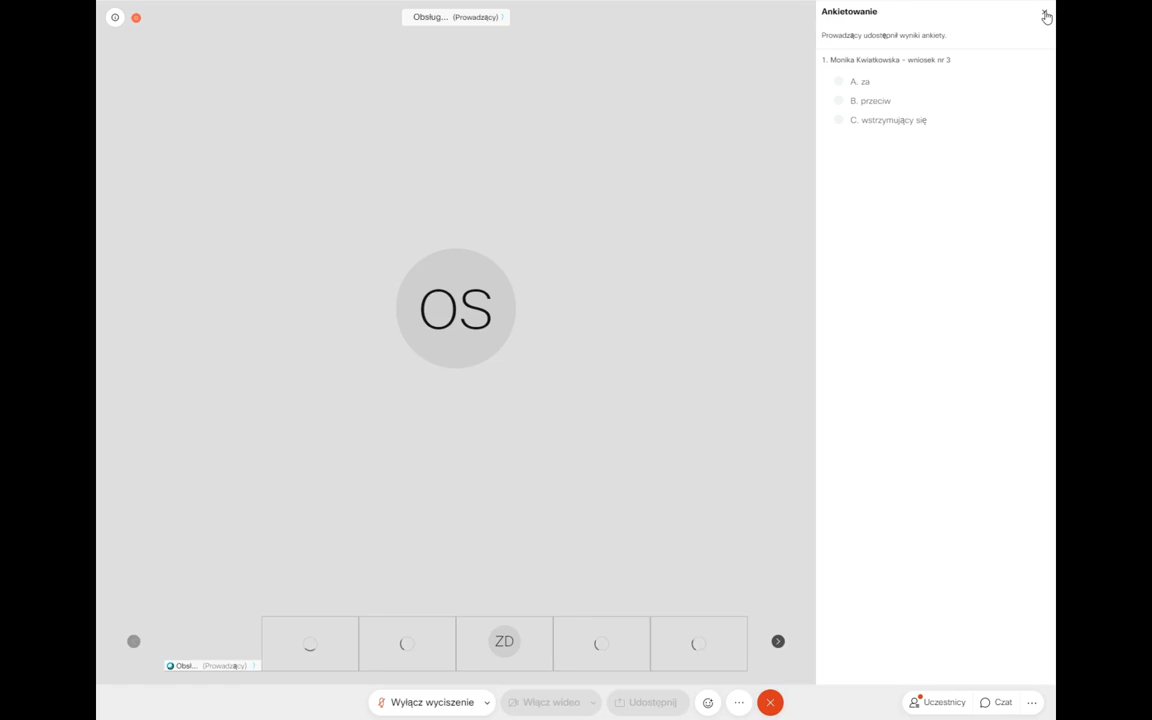 Obsług... (Prowadzący)
Ankietowanie
Prowadzący udostępnił wyniki ankiety.
1. Monika Kwiatkowska - wniosek nr 3
A. za
B. przeciw
C. wstrzymujący się
OS
ZD
Obsł... (Prowadzący)
Wyłącz wyciszenie
Włącz wideo
Udostępnij
Uczestnicy
Czat